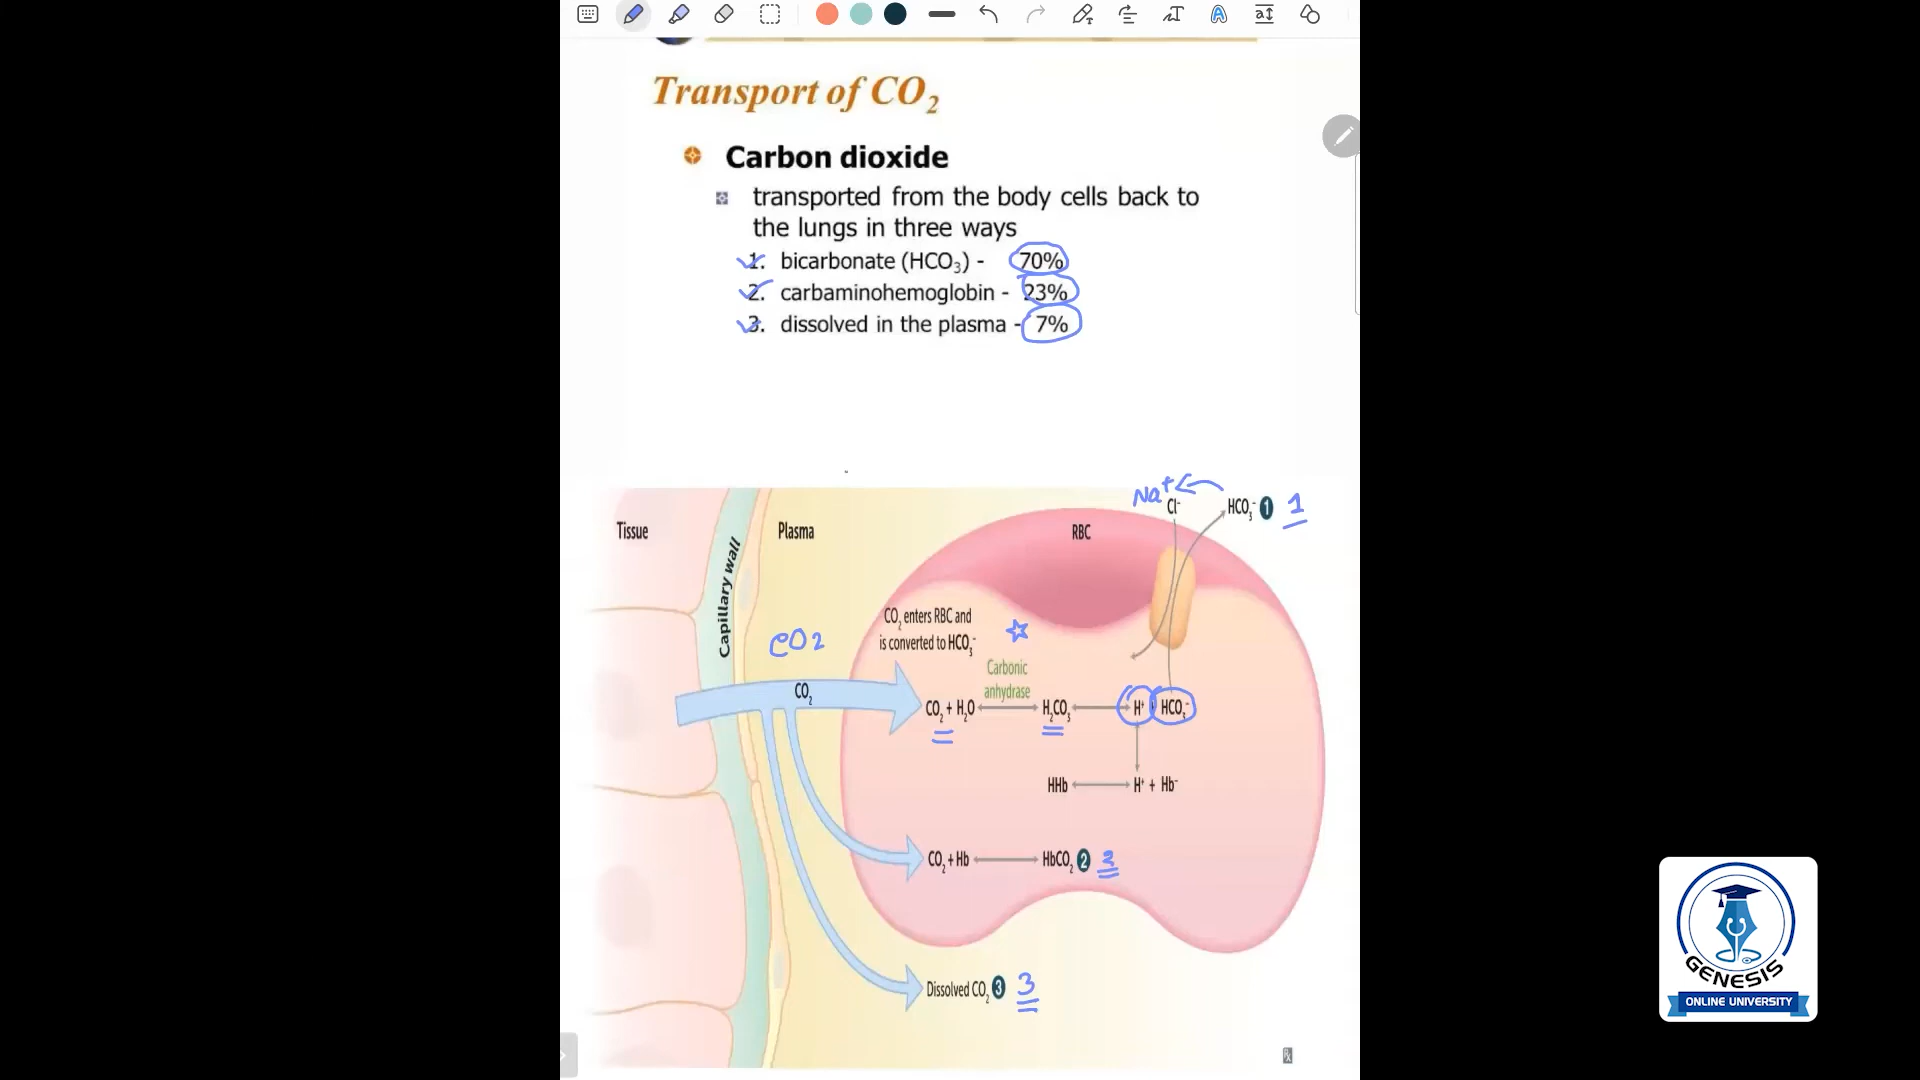 Transport of CO₂
Carbon dioxide
transported from the body cells back to
the lungs in three ways
1. bicarbonate (HCO₃) - 70%
2. carbaminohemoglobin - 23%
3. dissolved in the plasma - 7%
Na⁺
Cl⁻
HCO₃⁻ 1 1
Tissue
Plasma
RBC
Capillary wall
CO₂ enters RBC and
is converted to HCO₃⁻
CO2
Carbonic
anhydrase
CO₂
CO₂ + H₂O
H₂CO₃
H⁺ + HCO₃⁻
HHb
H⁺ + Hb⁻
CO₂ + Hb
HbCO₂ 2
Dissolved CO₂ 3 3
GENESIS
ONLINE UNIVERSITY